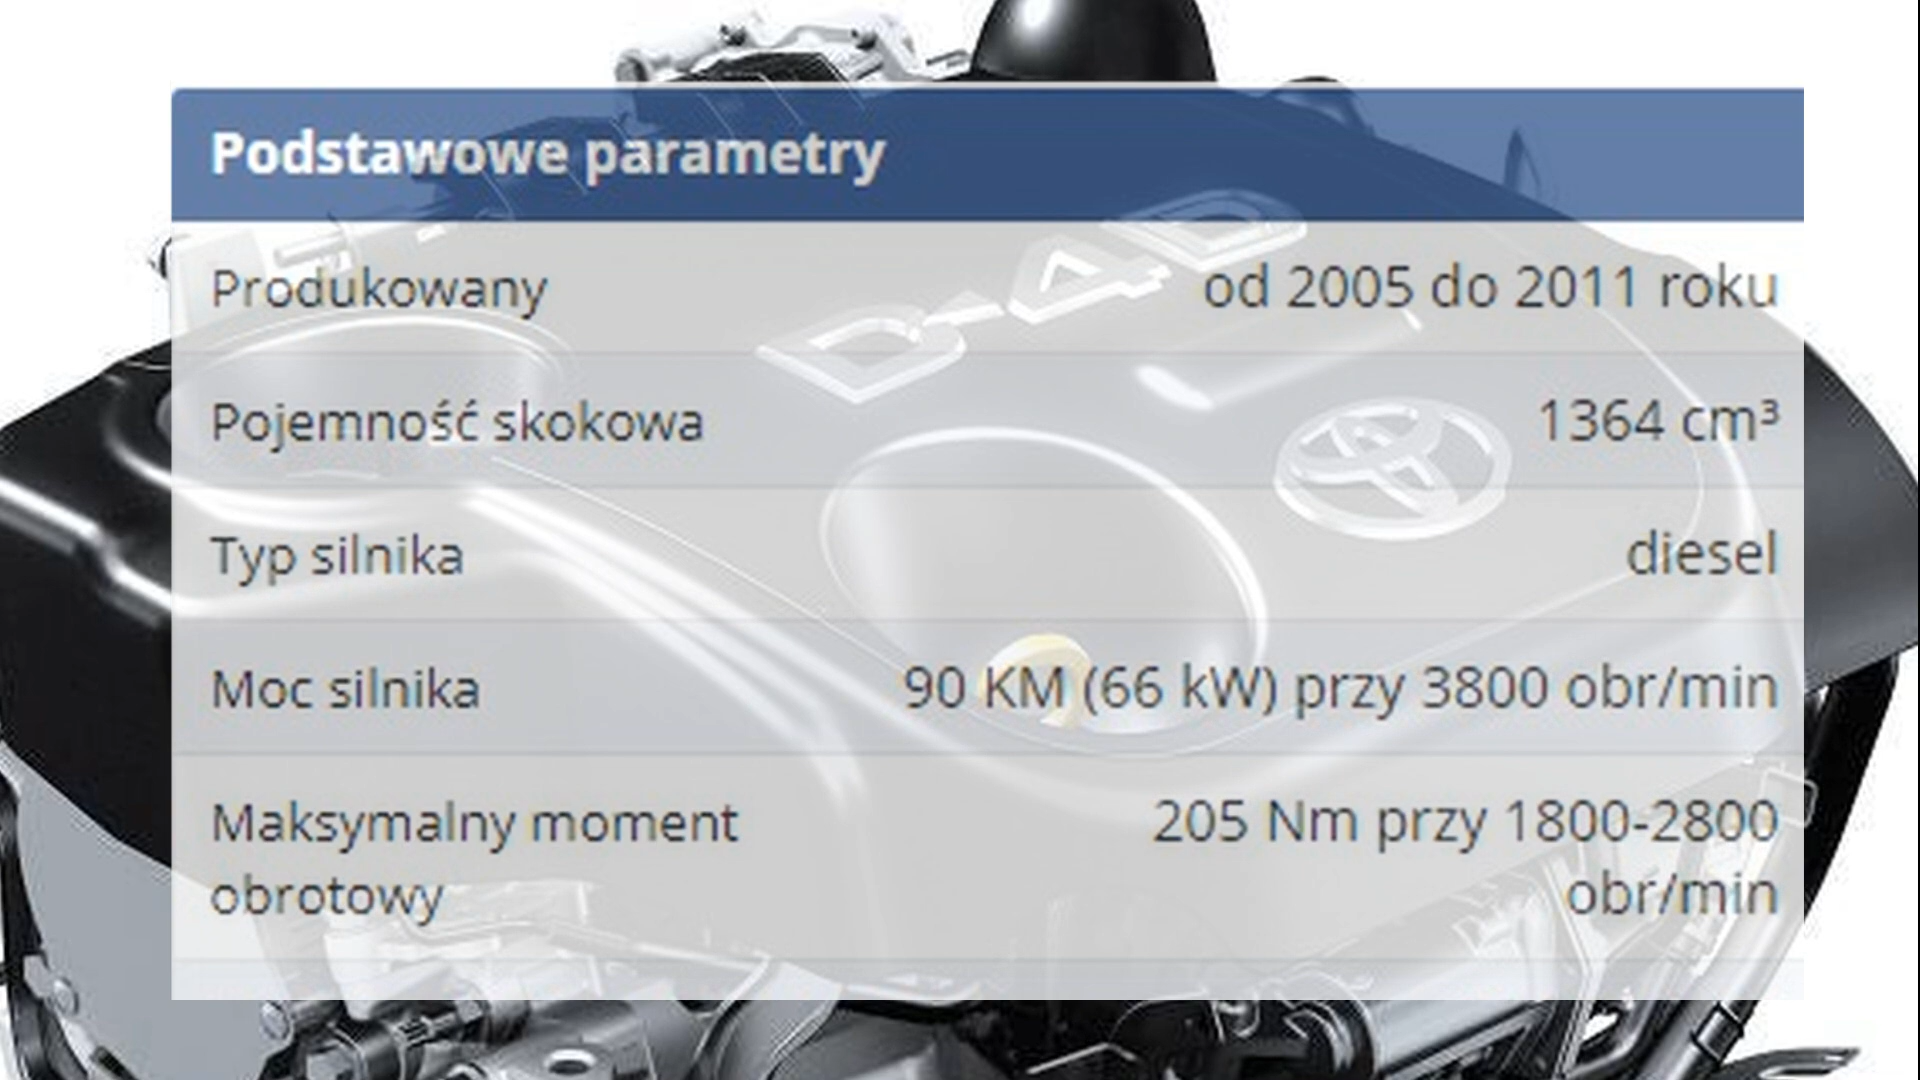 Podstawowe parametry
D-4D
Produkowany od 2005 do 2011 roku
Pojemność skokowa 1364 cm³
Typ silnika diesel
Moc silnika 90 KM (66 kW) przy 3800 obr/min
Maksymalny moment 205 Nm przy 1800-2800
obrotowy obr/min